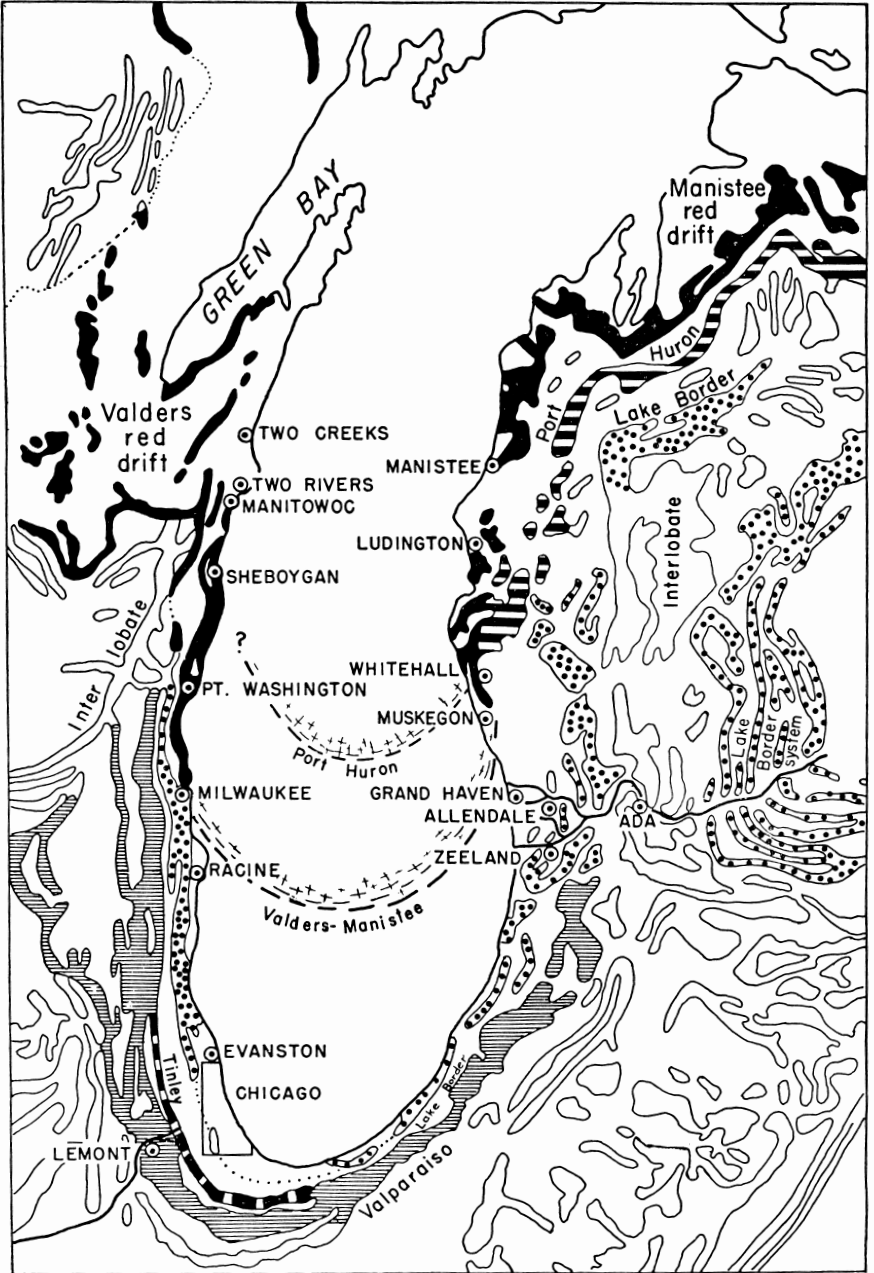 GREEN BAY
Manistee
red
drift
Huron
Port
Lake Border
Valders
red
drift
TWO CREEKS
MANISTEE
TWO RIVERS
MANITOWOC
LUDINGTON
Interlobate
SHEBOYGAN
Inter lobate
?
WHITEHALL
PT. WASHINGTON
MUSKEGON
Lake
Border
system
Port Huron
MILWAUKEE
GRAND HAVEN
ALLENDALE
ADA
ZEELAND
RACINE
Valders-Manistee
EVANSTON
Tinley
CHICAGO
Lake Border
LEMONT
Valparaiso